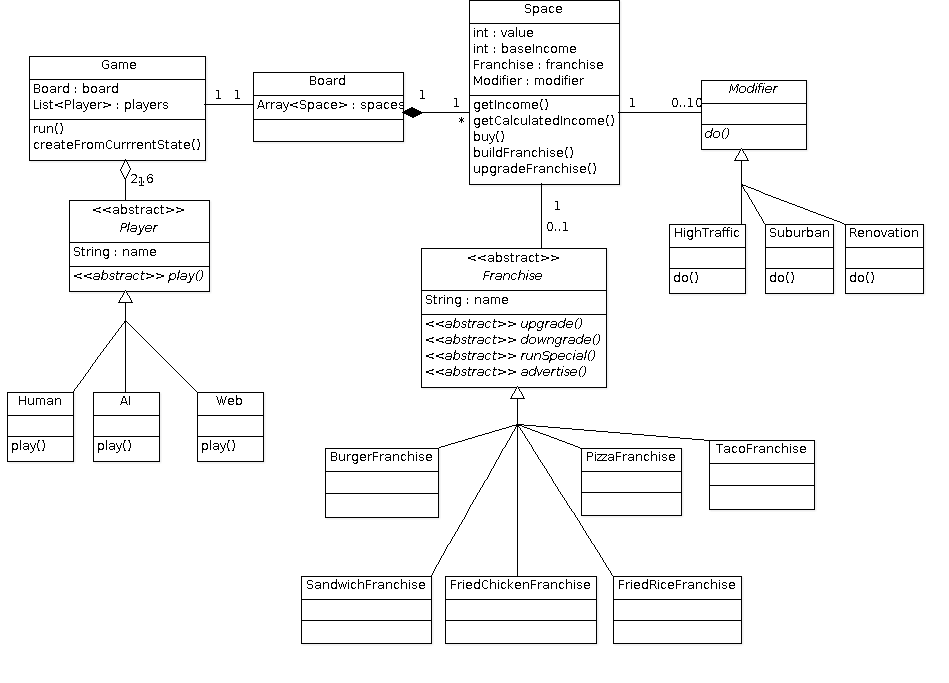 Space
int : value
int : baseIncome
Franchise : franchise
Modifier : modifier
getIncome()
getCalculatedIncome()
buy()
buildFranchise()
upgradeFranchise()
Game
Board : board
List<Player> : players
run()
createFromCurrrentState()
1 1
Board
Array<Space> : spaces
1
1
*
1
0..10
Modifier
do()
2..6
1
<<abstract>>
Player
String : name
<<abstract>> play()
1
0..1
HighTraffic
do()
Suburban
do()
Renovation
do()
<<abstract>>
Franchise
String : name
<<abstract>> upgrade()
<<abstract>> downgrade()
<<abstract>> runSpecial()
<<abstract>> advertise()
Human
play()
AI
play()
Web
play()
BurgerFranchise
PizzaFranchise
TacoFranchise
SandwichFranchise
FriedChickenFranchise
FriedRiceFranchise